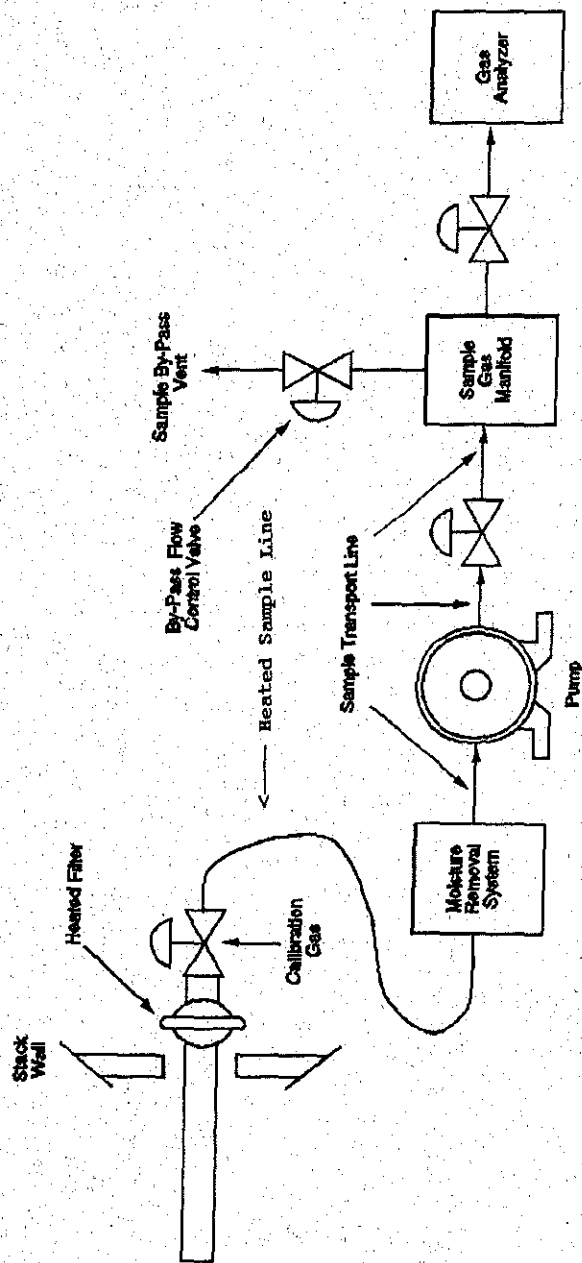 Stack
Wall
Heated Filter
Calibration
Gas
<—— Heated Sample Line
By-Pass Flow
Control Valve
Sample By-Pass
Vent
Moisture
Removal
System
Sample Transport Line
Pump
Sample
Gas
Manifold
Gas
Analyzer